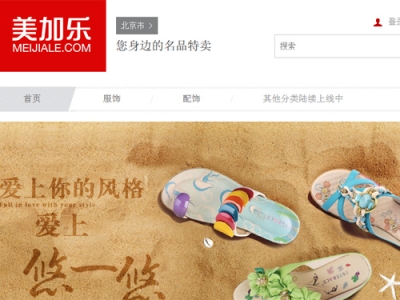 美加乐
MEIJIALE.COM
北京市 >
您身边的名品特卖
搜索
首页
服饰
配饰
其他分类陆续上线中
爱上你的风格
Fall in love with your style
爱上
悠一悠